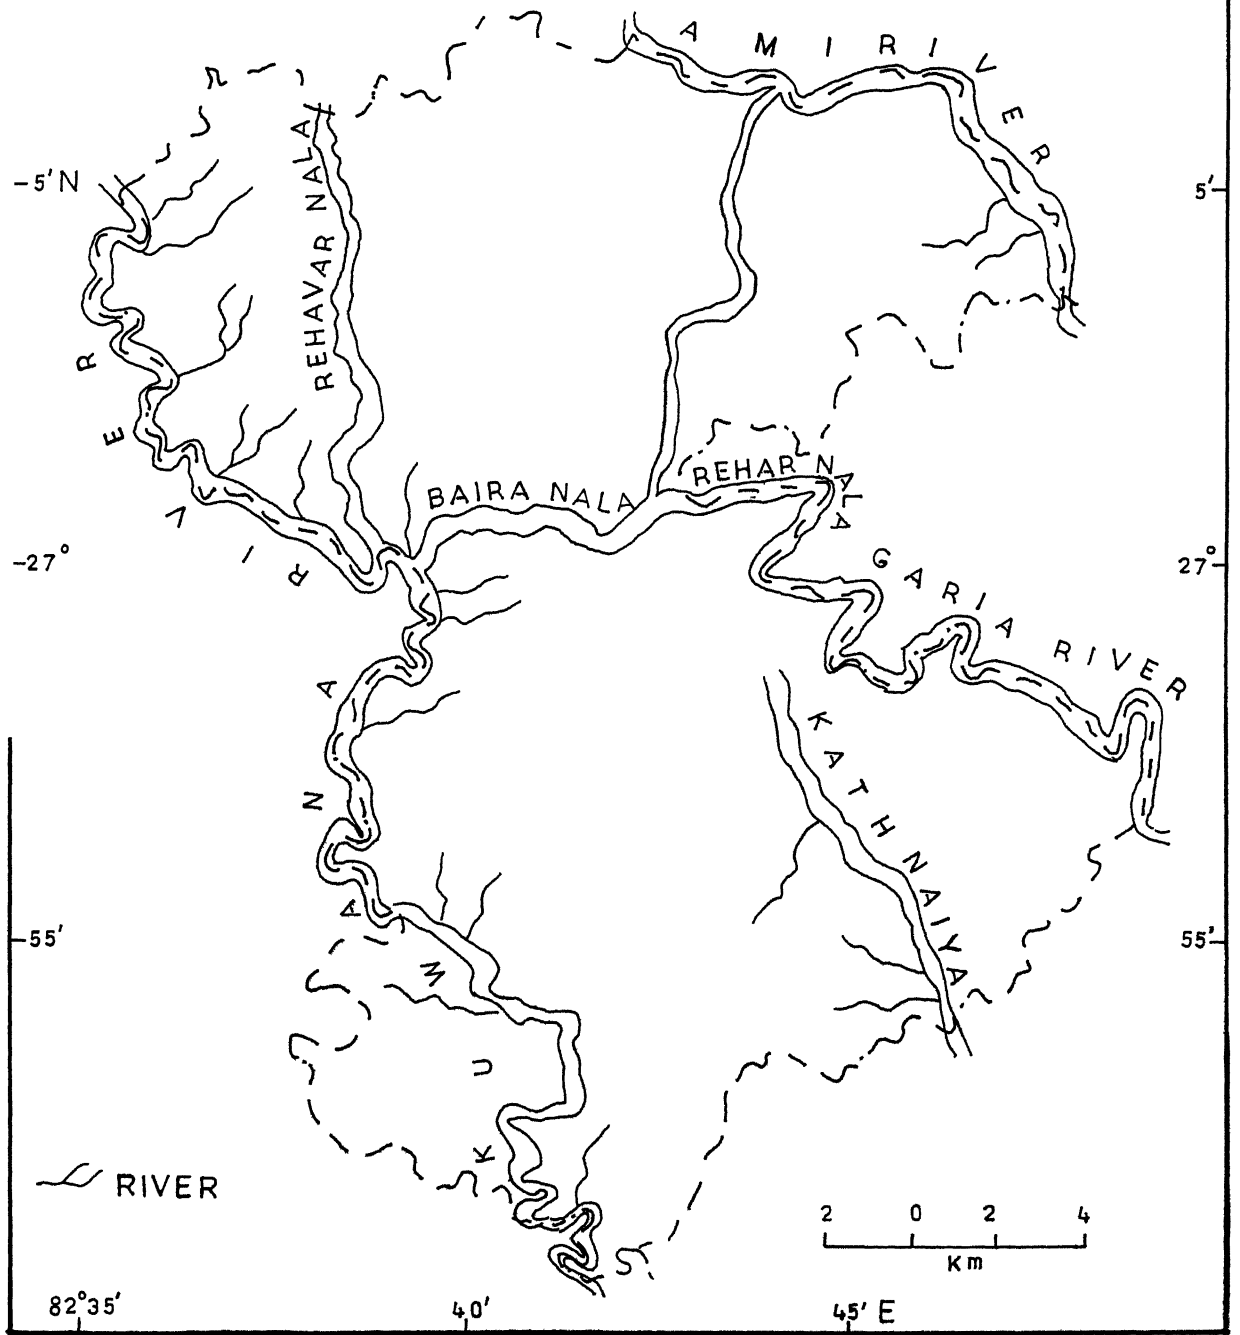 AMI RIVER
-5' N
5'
REHAVAR NALA
BAIRA NALA
REHAR NALA
-27°
27°
GARIA RIVER
KUWANA RIVER
KATHNAIYA
-55'
55'
RIVER
2 0 2 4
Km
82°35'
40'
45' E